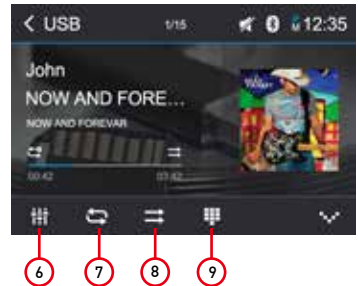 < USB 1/15 M 12:35
John
NOW AND FORE...
NOW AND FOREVAR
00:42 03:42
6 7 8 9